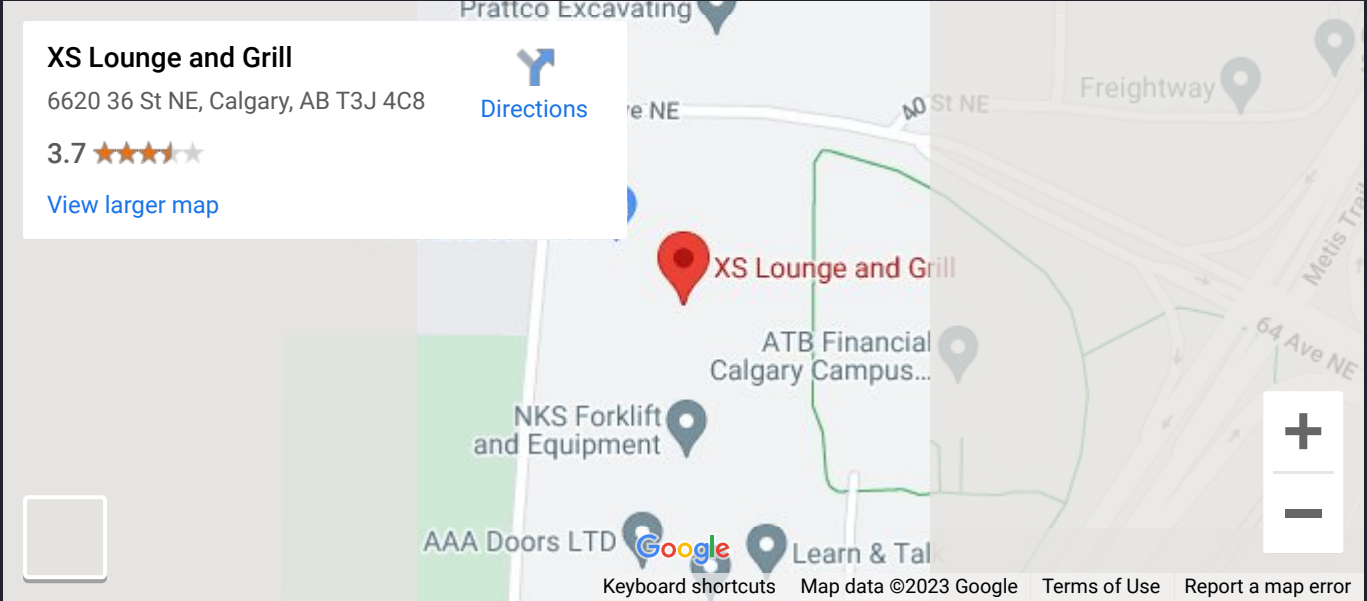 Prattco Excavating
XS Lounge and Grill
6620 36 St NE, Calgary, AB T3J 4C8
Directions
3.7
View larger map
NE
40 St NE
Freightway
Metis Trail
XS Lounge and Grill
64 Ave NE
ATB Financial
Calgary Campus...
NKS Forklift
and Equipment
AAA Doors LTD
Google
Learn & Tal
Keyboard shortcuts
Map data ©2023 Google
Terms of Use
Report a map error